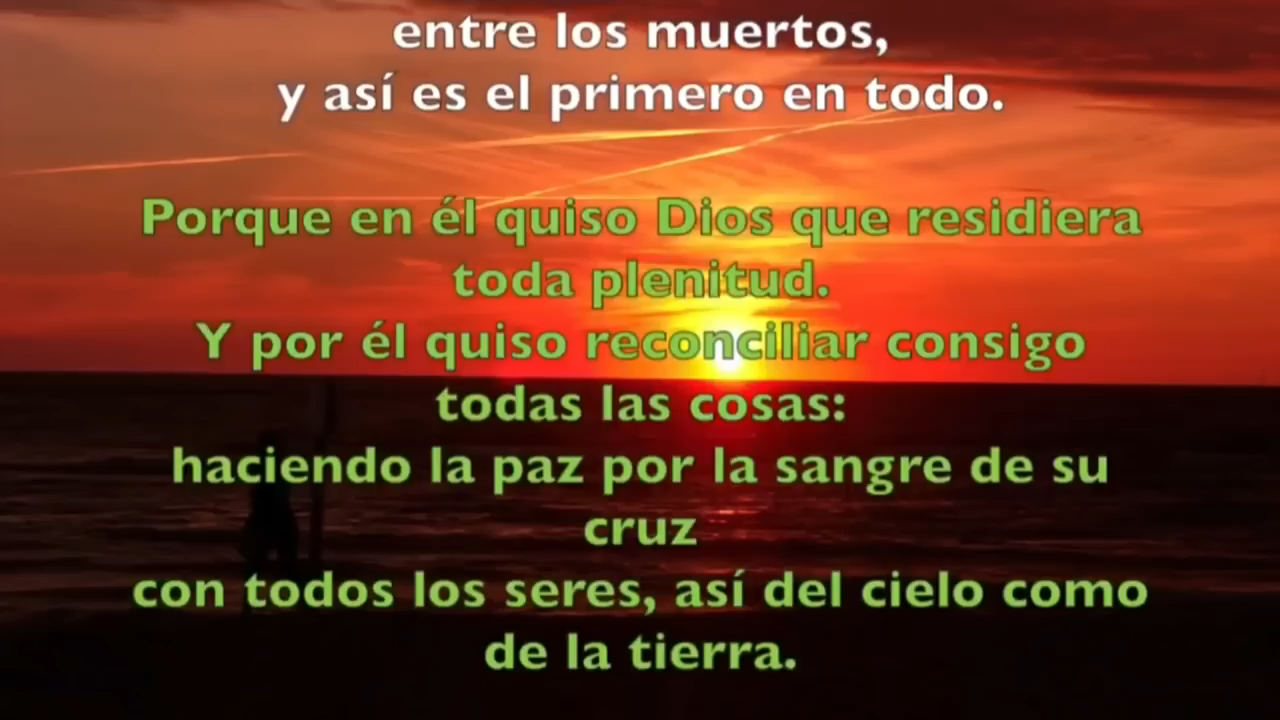 entre los muertos,
y así es el primero en todo.
Porque en él quiso Dios que residiera
toda plenitud.
Y por él quiso reconciliar consigo
todas las cosas:
haciendo la paz por la sangre de su
cruz
con todos los seres, así del cielo como
de la tierra.